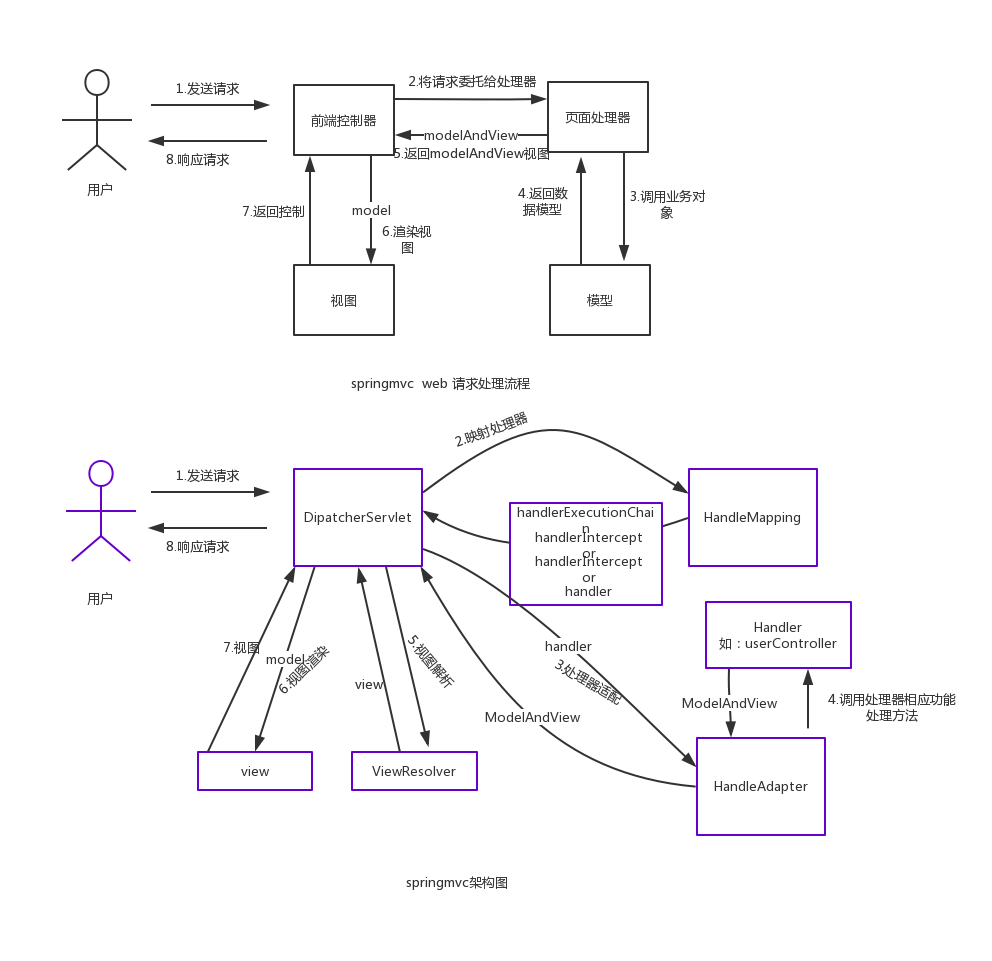 1.发送请求
8.响应请求
用户
前端控制器
2.将请求委托给处理器
modelAndView
5.返回modelAndView视图
页面处理器
7.返回控制
model
6.渲染视
图
4.返回数
据模型
3.调用业务对
象
视图
模型
springmvc web 请求处理流程
2.映射处理器
1.发送请求
8.响应请求
用户
DipatcherServlet
handlerExecutionChai
n
handlerIntercept
or
handlerIntercept
or
handler
HandleMapping
Handler
如：userController
7.视图
model
6.视图渲染
view
5.视图解析
handler
3.处理器适配
ModelAndView
ModelAndView
4.调用处理器相应功能
处理方法
view
ViewResolver
HandleAdapter
springmvc架构图